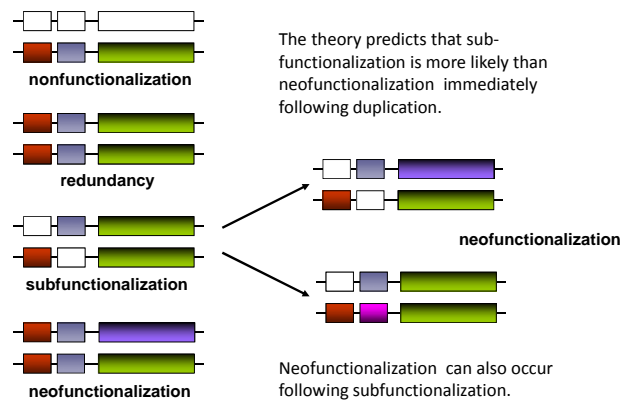 nonfunctionalization
redundancy
subfunctionalization
neofunctionalization
The theory predicts that sub-
functionalization is more likely than
neofunctionalization immediately
following duplication.
neofunctionalization
Neofunctionalization can also occur
following subfunctionalization.